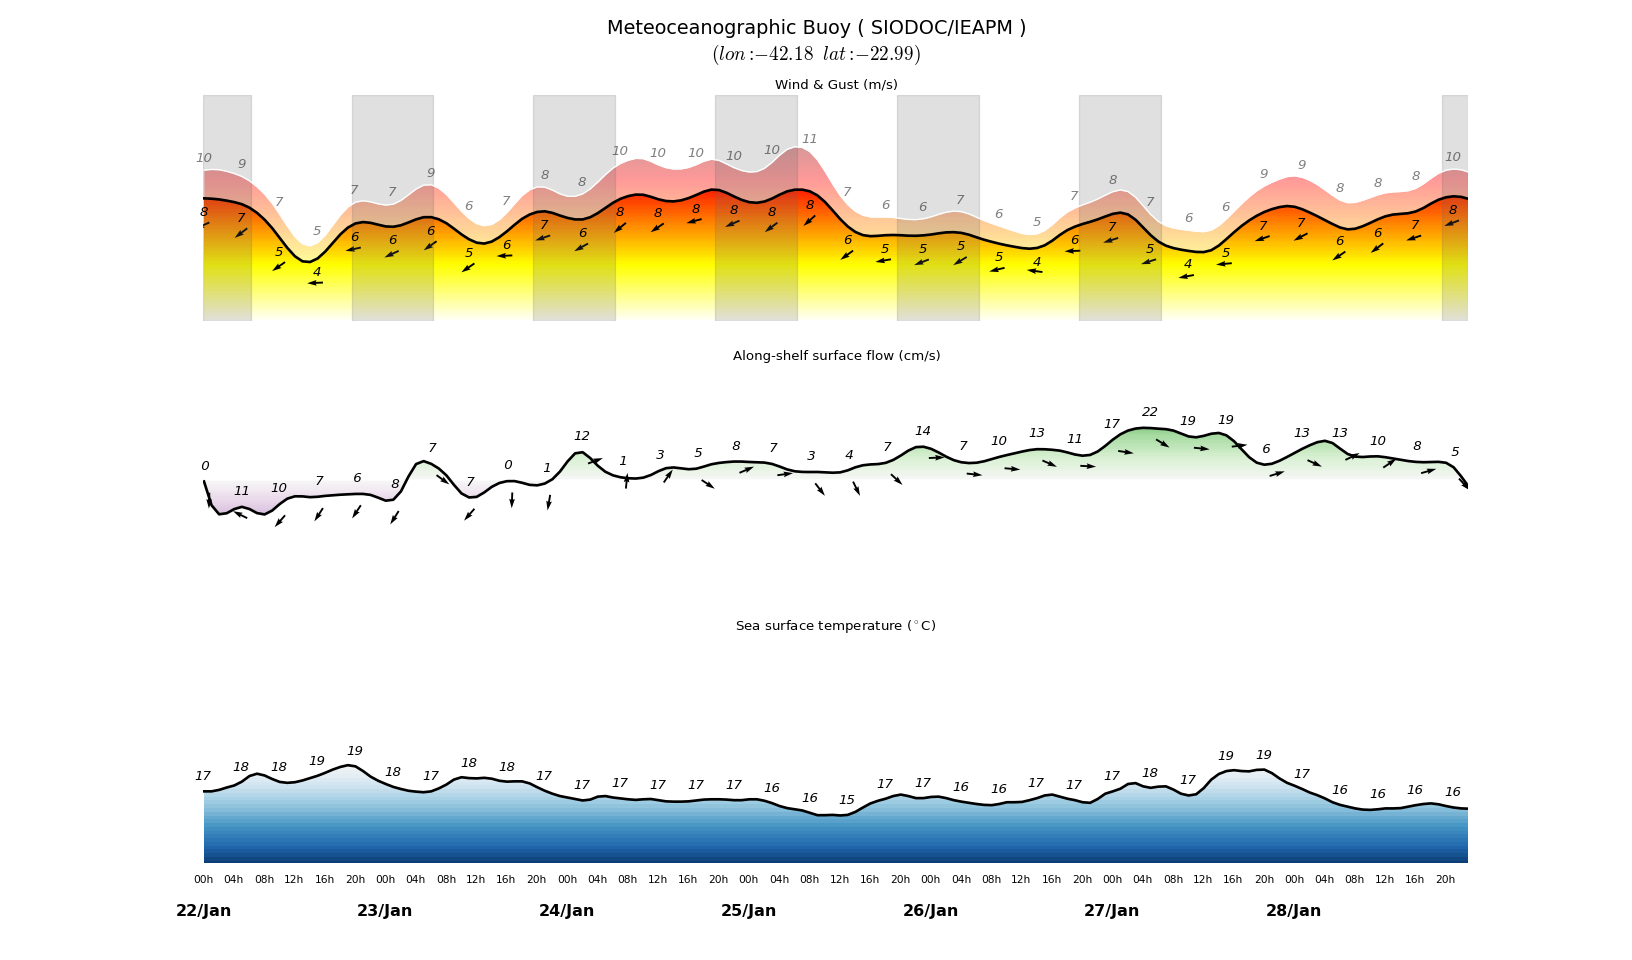 Meteoceanographic Buoy ( SIODOC/IEAPM )
(lon:−42.18 lat:−22.99)
Wind & Gust (m/s)
10 9 7 5 7 7 9 6 7 8 8 10 10 10 10 10 11 7 6 6 7 6 5 7 8 7 6 6 9 9 8 8 8 10
8 7 5 4 6 6 6 5 6 7 6 8 8 8 8 8 8 6 5 5 5 5 4 6 7 5 4 5 7 7 6 6 7 8
Along-shelf surface flow (cm/s)
0 11 10 7 6 8 7 7 0 1 12 1 3 5 8 7 3 4 7 14 7 10 13 11 17 22 19 19 6 13 13 10 8 5
Sea surface temperature (°C)
17 18 18 19 19 18 17 18 18 17 17 17 17 17 17 16 16 15 17 17 16 16 17 17 17 18 17 19 19 17 16 16 16 16
00h 04h 08h 12h 16h 20h 00h 04h 08h 12h 16h 20h 00h 04h 08h 12h 16h 20h 00h 04h 08h 12h 16h 20h 00h 04h 08h 12h 16h 20h 00h 04h 08h 12h 16h 20h 00h 04h 08h 12h 16h 20h
22/Jan 23/Jan 24/Jan 25/Jan 26/Jan 27/Jan 28/Jan